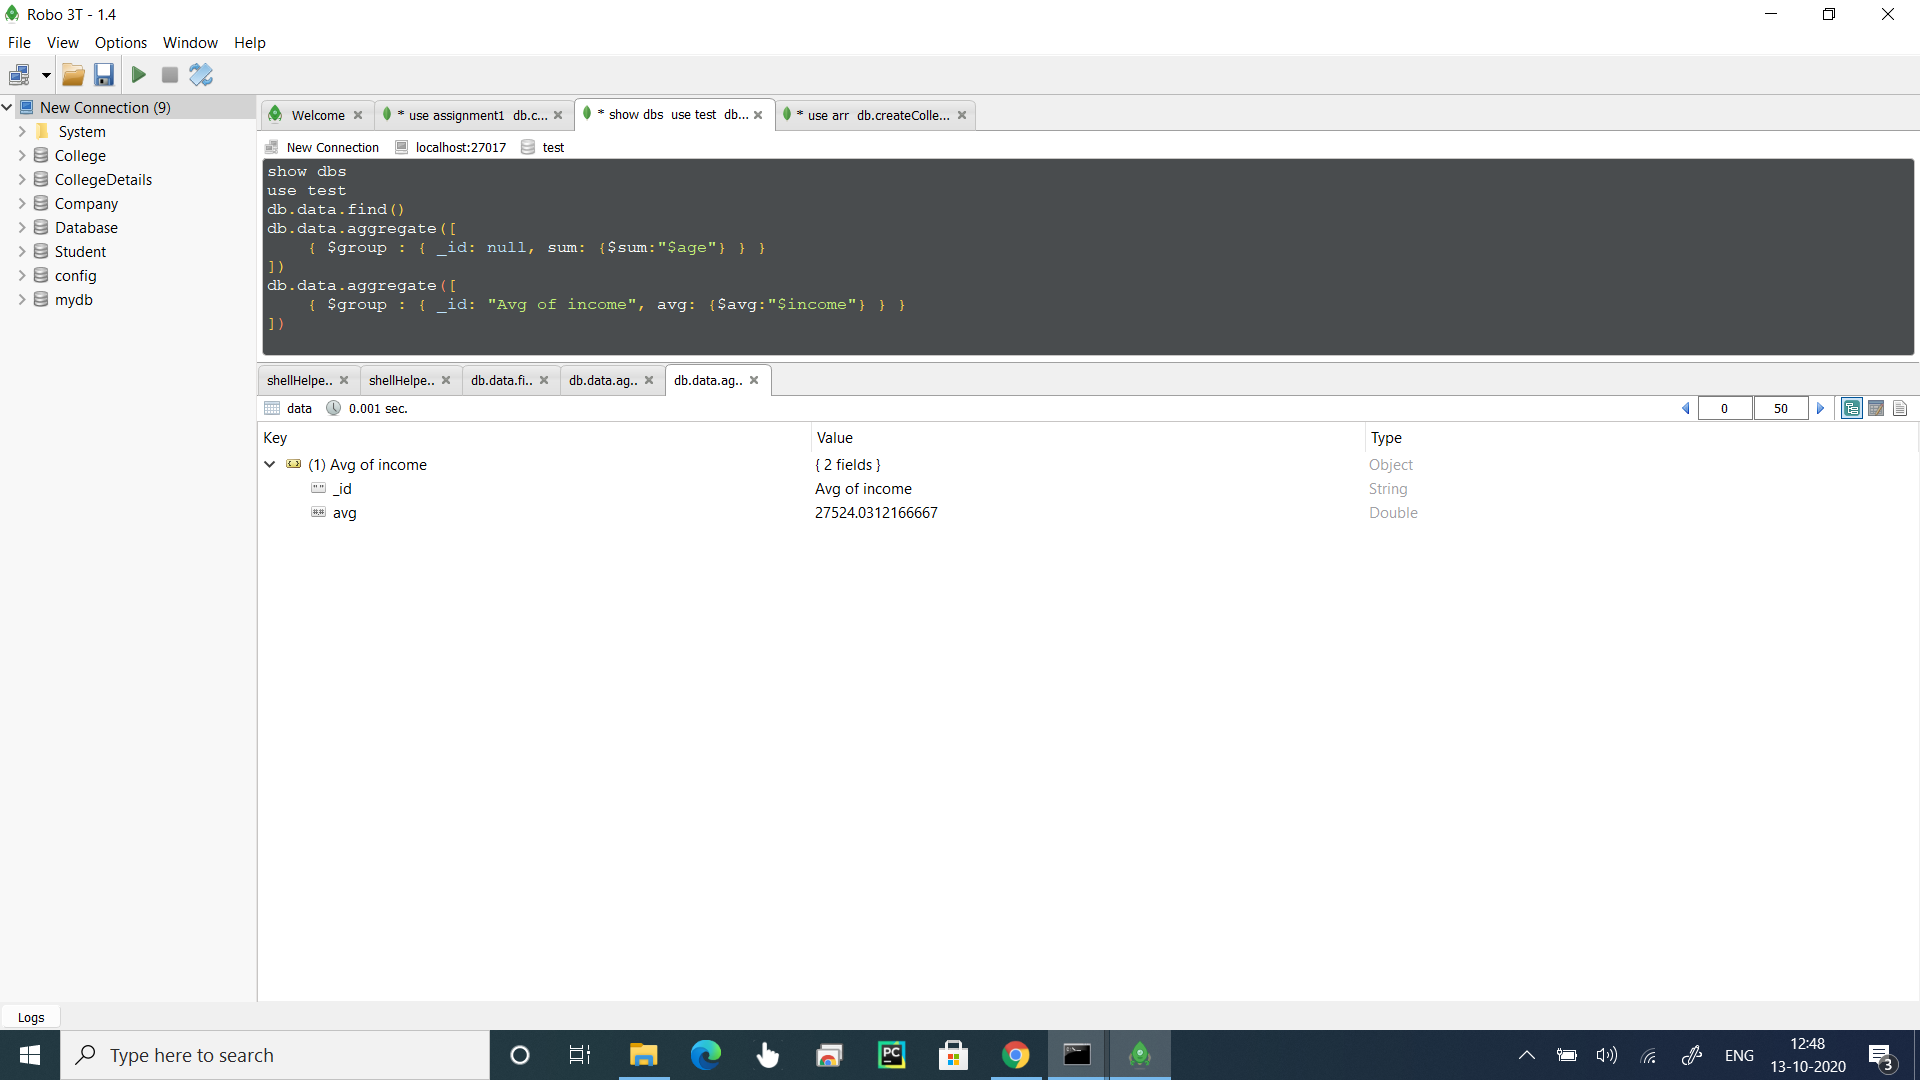 Robo 3T - 1.4
File View Options Window Help
New Connection (9)
System
College
CollegeDetails
Company
Database
Student
config
mydb
Welcome * use assignment1 db.c... * show dbs use test db... * use arr db.createColle...
New Connection localhost:27017 test
show dbs
use test
db.data.find()
db.data.aggregate([
{ $group : { _id: null, sum: {$sum:"$age"} } }
])
db.data.aggregate([
{ $group : { _id: "Avg of income", avg: {$avg:"$income"} } }
])
shellHelpe.. shellHelpe.. db.data.fi.. db.data.ag.. db.data.ag..
data 0.001 sec. 0 50
Key Value Type
(1) Avg of income { 2 fields } Object
_id Avg of income String
avg 27524.0312166667 Double
Logs
Type here to search
PC
ENG
12:48
13-10-2020
3